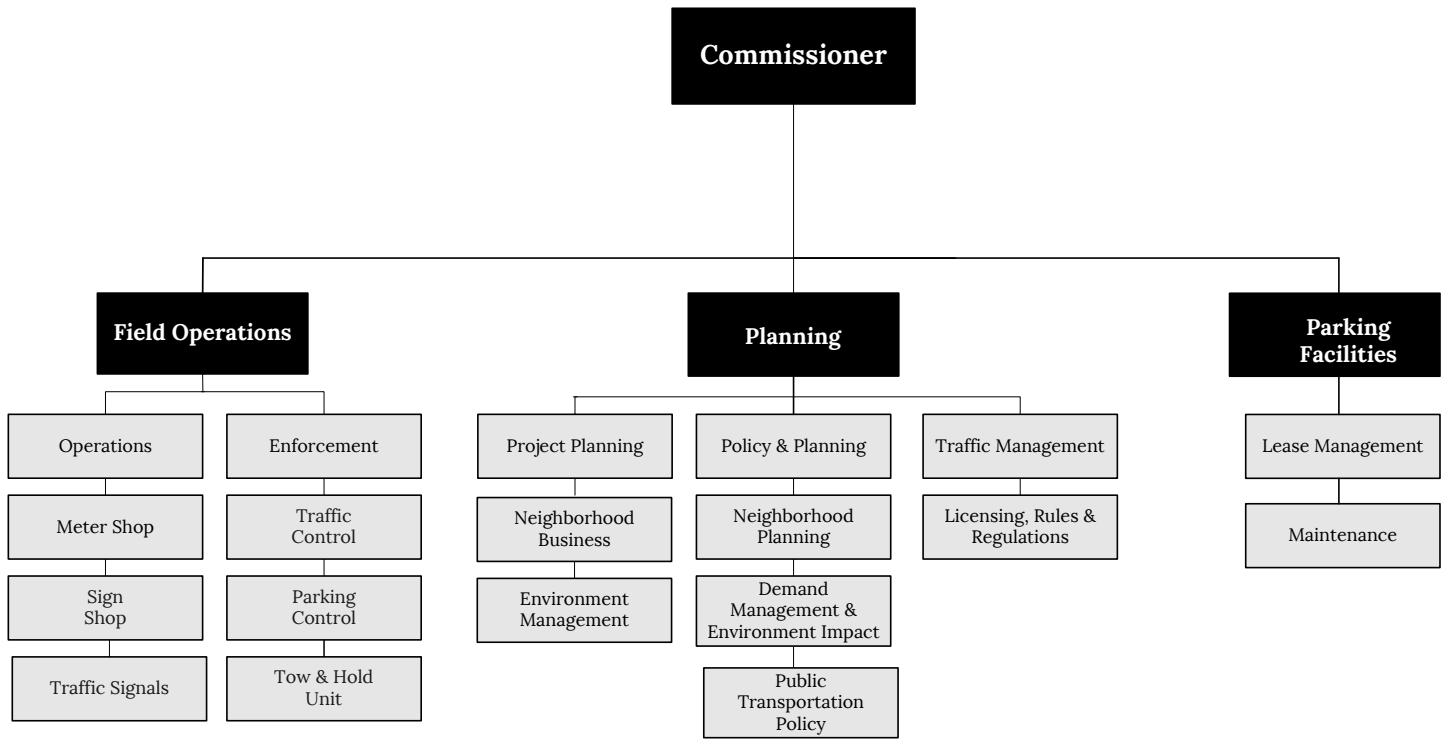 Commissioner
Field Operations
Planning
Parking
Facilities
Operations
Enforcement
Project Planning
Policy & Planning
Traffic Management
Lease Management
Meter Shop
Traffic
Control
Neighborhood
Business
Neighborhood
Planning
Licensing, Rules &
Regulations
Maintenance
Sign
Shop
Parking
Control
Environment
Management
Demand
Management &
Environment Impact
Traffic Signals
Tow & Hold
Unit
Public
Transportation
Policy